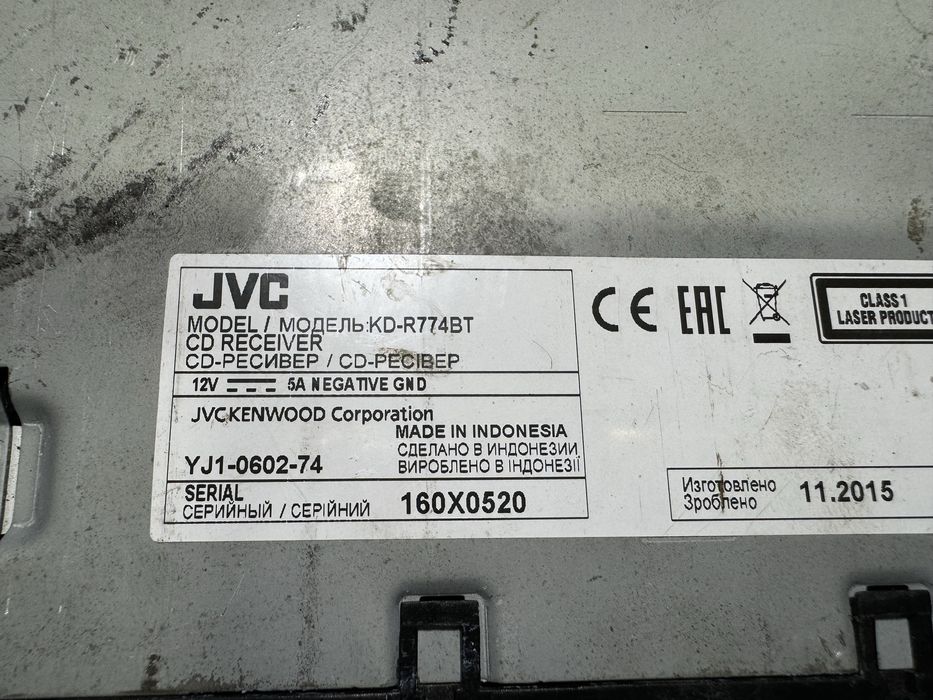 JVC
MODEL / МОДЕЛЬ:KD-R774BT
CD RECEIVER
CD-РЕСИВЕР / CD-РЕСІВЕР
12V 5A NEGATIVE GND
JVCKENWOOD Corporation
MADE IN INDONESIA
СДЕЛАНО В ИНДОНЕЗИИ
YJ1-0602-74
ВИРОБЛЕНО В ІНДОНЕЗІЇ
SERIAL
СЕРИЙНЫЙ / СЕРІЙНИЙ
160X0520
CE EAC
CLASS 1
LASER PRODUCT
Изготовлено
Зроблено
11.2015